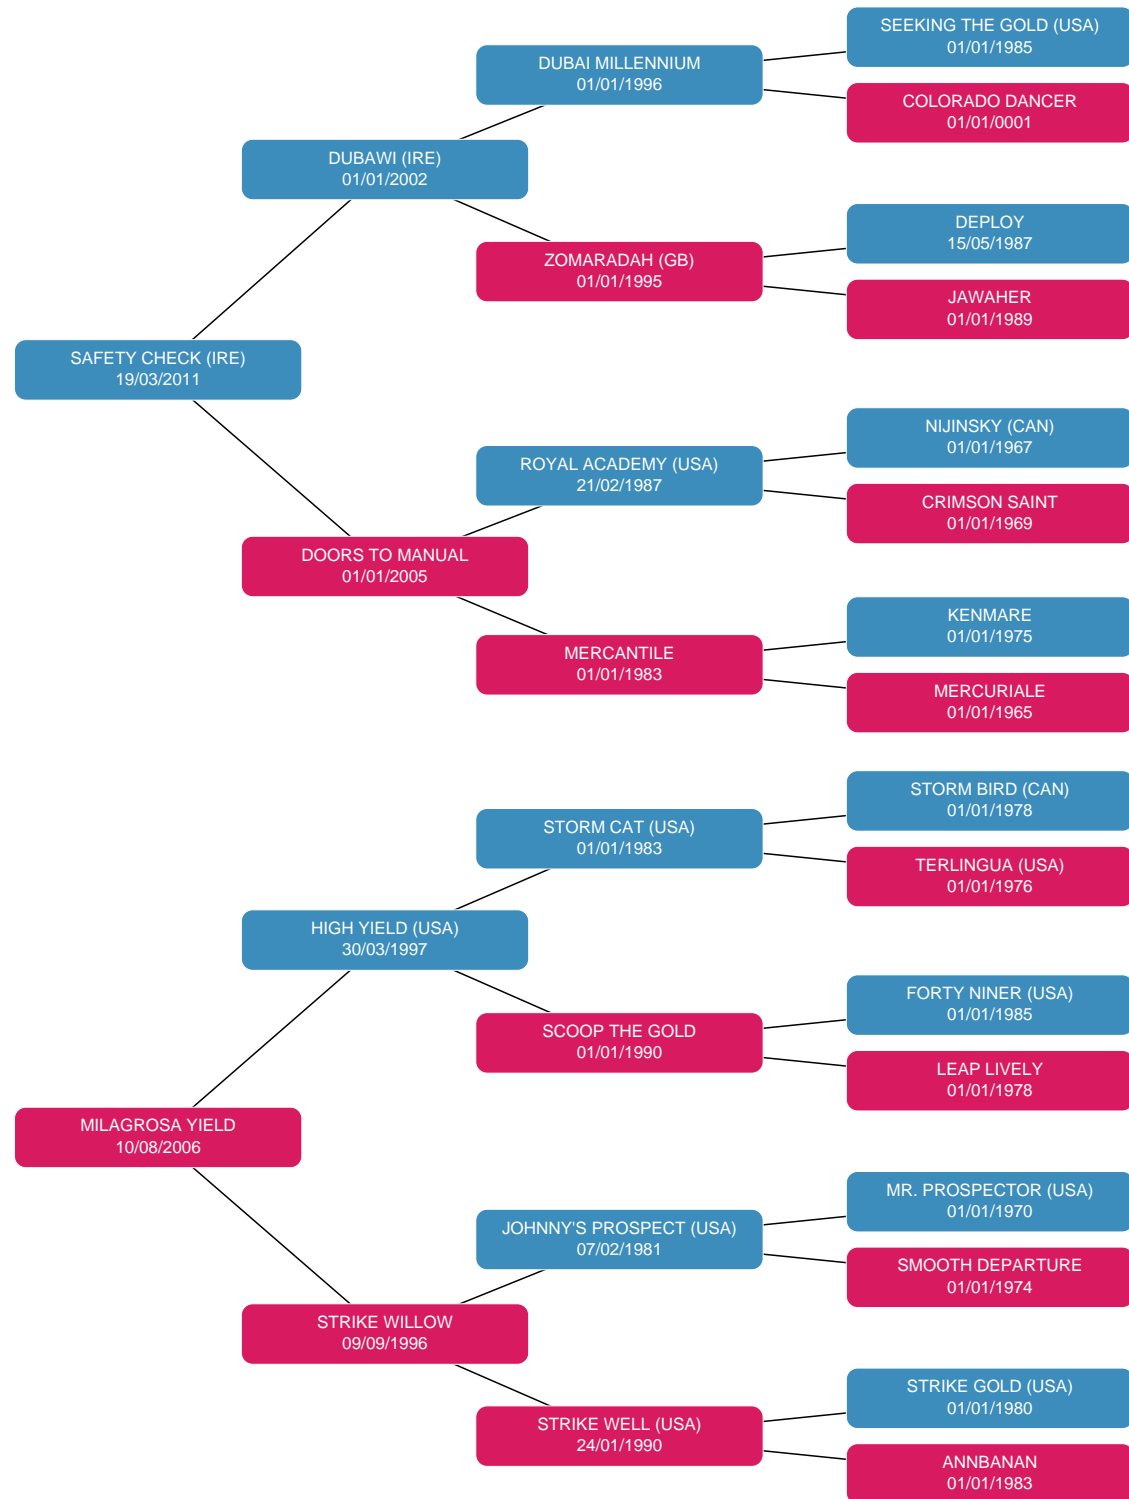 SEEKING THE GOLD (USA)
01/01/1985
DUBAI MILLENNIUM
01/01/1996
COLORADO DANCER
01/01/0001
DUBAWI (IRE)
01/01/2002
DEPLOY
15/05/1987
ZOMARADAH (GB)
01/01/1995
JAWAHER
01/01/1989
SAFETY CHECK (IRE)
19/03/2011
NIJINSKY (CAN)
01/01/1967
ROYAL ACADEMY (USA)
21/02/1987
CRIMSON SAINT
01/01/1969
DOORS TO MANUAL
01/01/2005
KENMARE
01/01/1975
MERCANTILE
01/01/1983
MERCURIALE
01/01/1965
STORM BIRD (CAN)
01/01/1978
STORM CAT (USA)
01/01/1983
TERLINGUA (USA)
01/01/1976
HIGH YIELD (USA)
30/03/1997
FORTY NINER (USA)
01/01/1985
SCOOP THE GOLD
01/01/1990
LEAP LIVELY
01/01/1978
MILAGROSA YIELD
10/08/2006
MR. PROSPECTOR (USA)
01/01/1970
JOHNNY'S PROSPECT (USA)
07/02/1981
SMOOTH DEPARTURE
01/01/1974
STRIKE WILLOW
09/09/1996
STRIKE GOLD (USA)
01/01/1980
STRIKE WELL (USA)
24/01/1990
ANNBANAN
01/01/1983